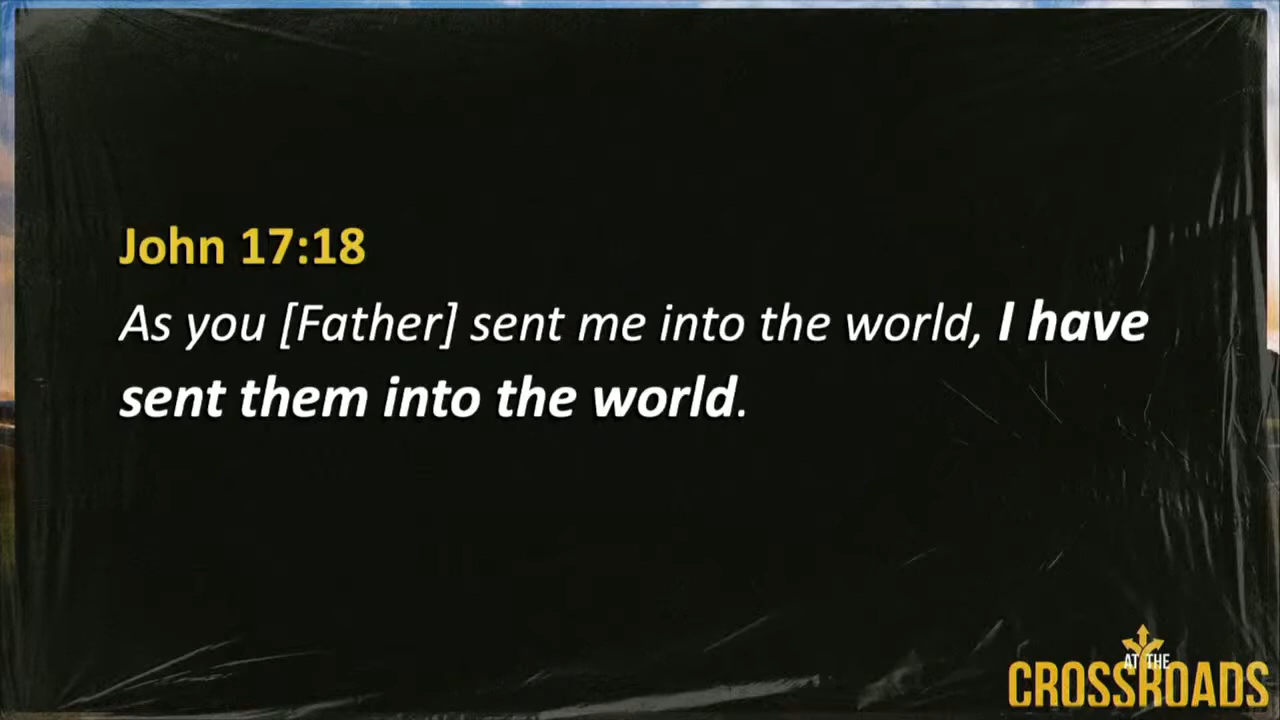 John 17:18
As you [Father] sent me into the world, I have
sent them into the world.
AT THE
CROSSROADS